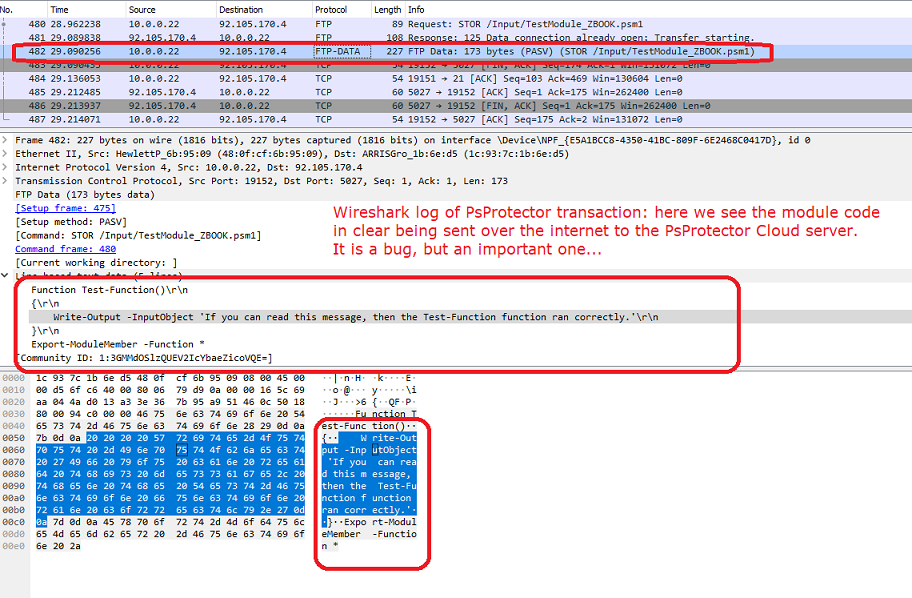 No. Time Source Destination Protocol Length Info
480 28.962238 10.0.0.22 92.105.170.4 FTP 89 Request: STOR /Input/TestModule_ZBOOK.psm1
481 29.089838 92.105.170.4 10.0.0.22 FTP 108 Response: 125 Data connection already open; Transfer starting.
482 29.090256 10.0.0.22 92.105.170.4 FTP-DATA 227 FTP Data: 173 bytes (PASV) (STOR /Input/TestModule_ZBOOK.psm1)
483 10.0.0.22 92.105.170.4 TCP 54 19152 → 5027 [FIN, ACK] Seq=174 Ack=1 Win=131072 Len=0
484 29.136053 10.0.0.22 92.105.170.4 TCP 54 19151 → 21 [ACK] Seq=103 Ack=469 Win=130604 Len=0
485 29.212485 92.105.170.4 10.0.0.22 TCP 60 5027 → 19152 [ACK] Seq=1 Ack=175 Win=262400 Len=0
486 29.213937 92.105.170.4 10.0.0.22 TCP 60 5027 → 19152 [FIN, ACK] Seq=1 Ack=175 Win=262400 Len=0
487 29.214071 10.0.0.22 92.105.170.4 TCP 54 19152 → 5027 [ACK] Seq=175 Ack=2 Win=131072 Len=0
Frame 482: 227 bytes on wire (1816 bits), 227 bytes captured (1816 bits) on interface \Device\NPF_{E5A1BCC8-4350-41BC-809F-6E2468C0417D}, id 0
Ethernet II, Src: HewlettP_6b:95:09 (48:0f:cf:6b:95:09), Dst: ARRISGro_1b:6e:d5 (1c:93:7c:1b:6e:d5)
Internet Protocol Version 4, Src: 10.0.0.22, Dst: 92.105.170.4
Transmission Control Protocol, Src Port: 19152, Dst Port: 5027, Seq: 1, Ack: 1, Len: 173
FTP Data (173 bytes data)
[Setup frame: 475]
[Setup method: PASV]
[Command: STOR /Input/TestModule_ZBOOK.psm1]
Command frame: 480
[Current working directory: ]
Wireshark log of PsProtector transaction: here we see the module code
in clear being sent over the internet to the PsProtector Cloud server.
It is a bug, but an important one...
Line-based text data (5 lines)
Function Test-Function()\r\n
{\r\n
Write-Output -InputObject 'If you can read this message, then the Test-Function function ran correctly.'\r\n
}\r\n
Export-ModuleMember -Function *
[Community ID: 1:3GMMdOSlzQUEV2IcYbaeZicoVQE=]
0000 1c 93 7c 1b 6e d5 48 0f cf 6b 95 09 08 00 45 00 ··|·n·H· ·k····E·
0010 00 d5 6f c6 40 00 80 06 79 d9 0a 00 00 16 5c 69 ··o·@··· y·····\i
0020 aa 04 4a d0 13 a3 3e 36 7b 95 a9 51 46 0c 50 18 ··J···>6 {··QF·P·
0030 80 00 94 c0 00 00 46 75 6e 63 74 69 6f 6e 20 54 ······Fu nction T
0040 65 73 74 2d 46 75 6e 63 74 69 6f 6e 28 29 0d 0a est-Func tion()··
0050 7b 0d 0a 20 20 20 20 57 72 69 74 65 2d 4f 75 74 {·· W rite-Out
0060 70 75 74 20 2d 49 6e 70 75 74 4f 62 6a 65 63 74 put -Inp utObject
0070 20 27 49 66 20 79 6f 75 20 63 61 6e 20 72 65 61 'If you can rea
0080 64 20 74 68 69 73 20 6d 65 73 73 61 67 65 2c 20 d this m essage,
0090 74 68 65 6e 20 74 68 65 20 54 65 73 74 2d 46 75 then the Test-Fu
00a0 6e 63 74 69 6f 6e 20 66 75 6e 63 74 69 6f 6e 20 nction f unction
00b0 72 61 6e 20 63 6f 72 72 65 63 74 6c 79 2e 27 0d ran corr ectly.'·
00c0 0a 7d 0d 0a 45 78 70 6f 72 74 2d 4d 6f 64 75 6c ·}··Expo rt-Modul
00d0 65 4d 65 6d 62 65 72 20 2d 46 75 6e 63 74 69 6f eMember -Functio
00e0 6e 20 2a n *